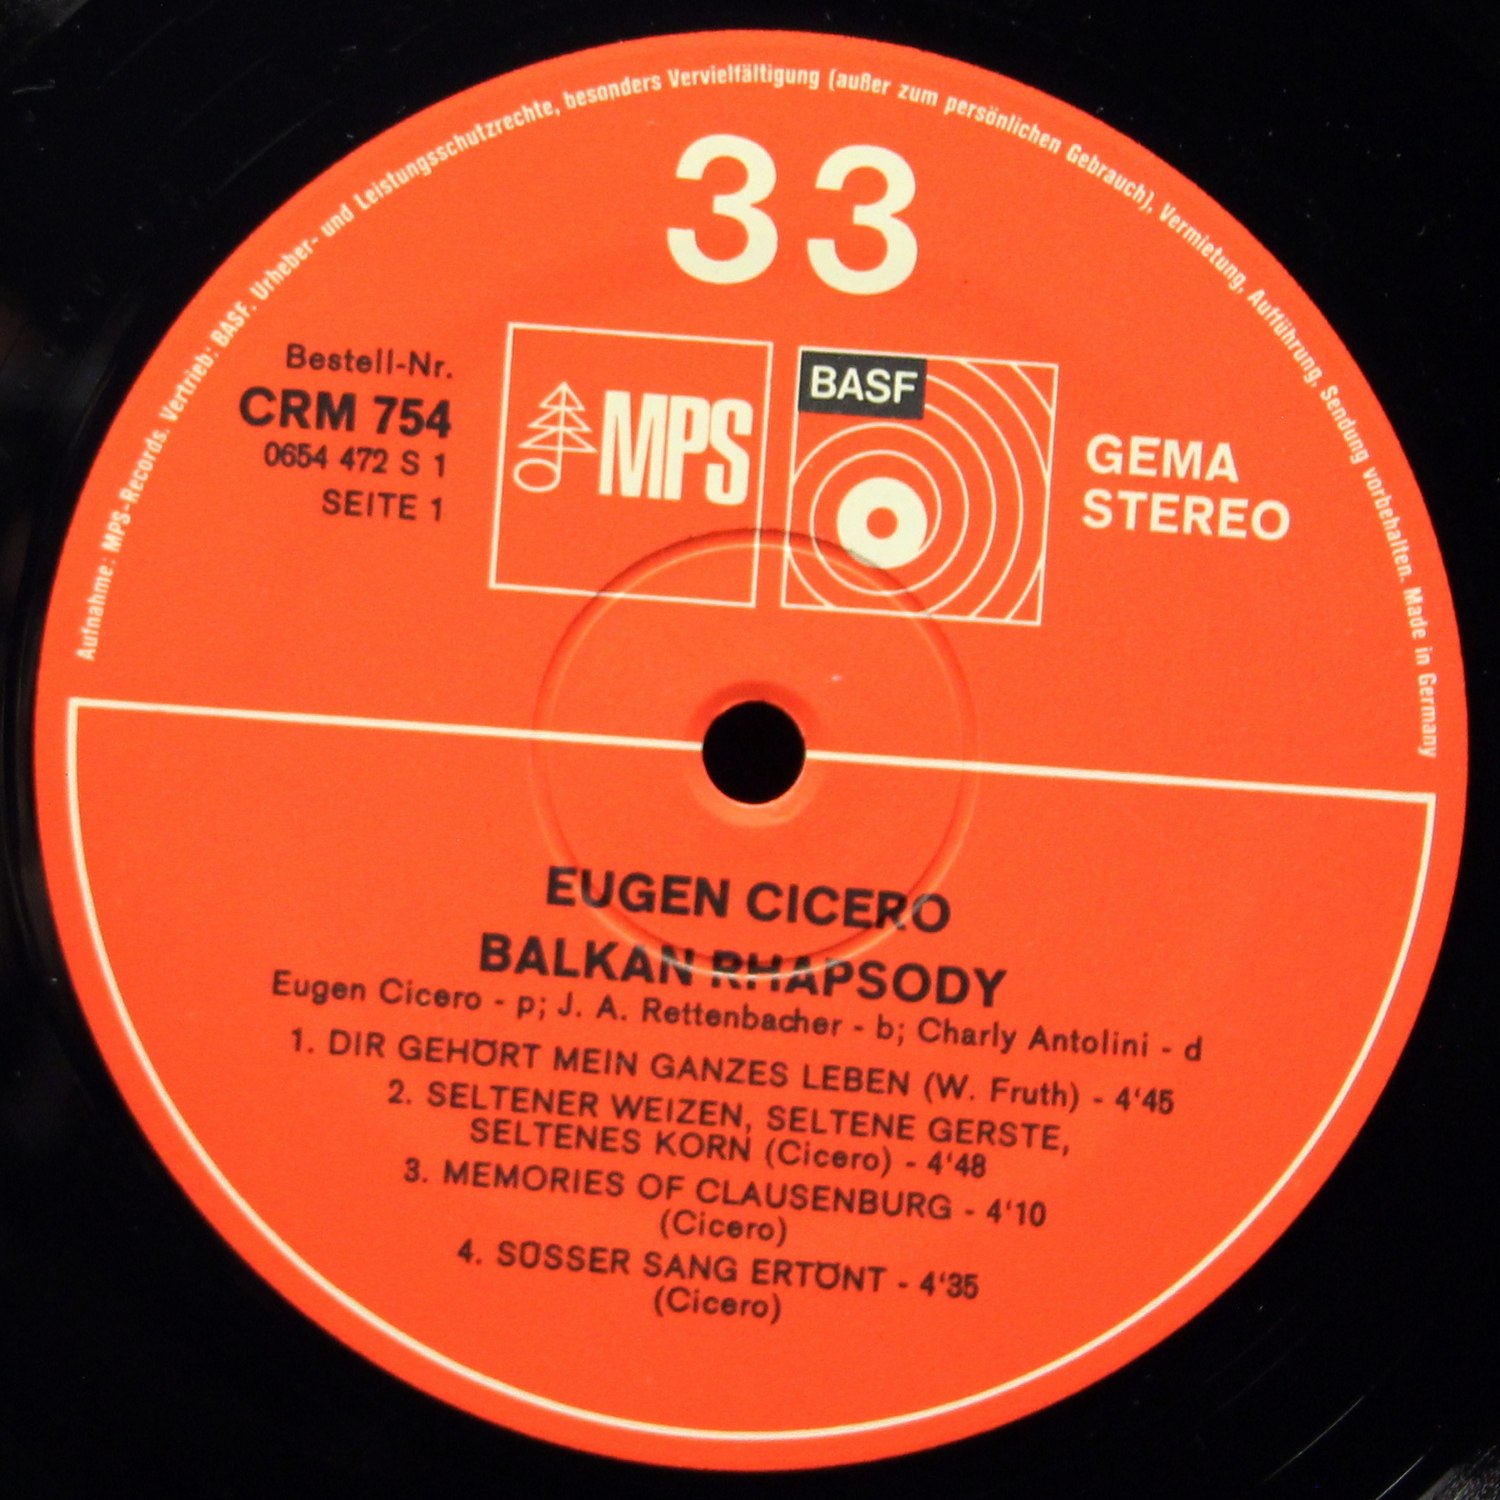 Aufnahme: MPS-Records. Vertrieb: BASF. Urheber- und Leistungsschutzrechte, besonders Vervielfältigung (außer zum persönlichen Gebrauch), Vermietung, Aufführung, Sendung vorbehalten. Made in Germany
33
Bestell-Nr.
CRM 754
0654 472 S 1
SEITE 1
MPS
BASF
GEMA
STEREO
EUGEN CICERO
BALKAN RHAPSODY
Eugen Cicero - p; J. A. Rettenbacher - b; Charly Antolini - d
1. DIR GEHÖRT MEIN GANZES LEBEN (W. Fruth) - 4'45
2. SELTENER WEIZEN, SELTENE GERSTE,
SELTENES KORN (Cicero) - 4'48
3. MEMORIES OF CLAUSENBURG - 4'10
(Cicero)
4. SÜSSER SANG ERTÖNT - 4'35
(Cicero)